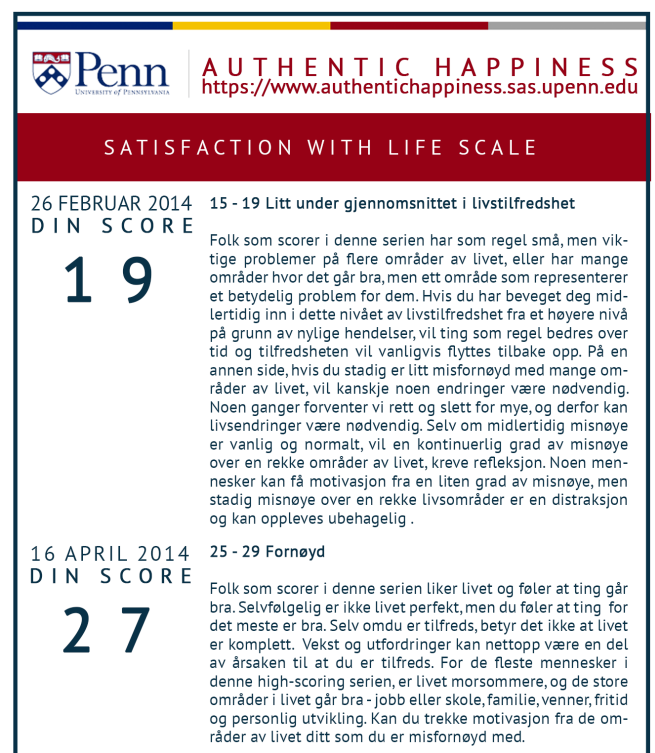 Penn
UNIVERSITY OF PENNSYLVANIA
AUTHENTIC HAPPINESS
https://www.authentichappiness.sas.upenn.edu
SATISFACTION WITH LIFE SCALE
26 FEBRUAR 2014
DIN SCORE
19
15 - 19 Litt under gjennomsnittet i livstilfredshet
Folk som scorer i denne serien har som regel små, men vik-
tige problemer på flere områder av livet, eller har mange
områder hvor det går bra, men ett område som representerer
et betydelig problem for dem. Hvis du har beveget deg mid-
lertidig inn i dette nivået av livstilfredshet fra et høyere nivå
på grunn av nylige hendelser, vil ting som regel bedres over
tid og tilfredsheten vil vanligvis flyttes tilbake opp. På en
annen side, hvis du stadig er litt misfornøyd med mange om-
råder av livet, vil kanskje noen endringer være nødvendig.
Noen ganger forventer vi rett og slett for mye, og derfor kan
livsendringer være nødvendig. Selv om midlertidig misnøye
er vanlig og normalt, vil en kontinuerlig grad av misnøye
over en rekke områder av livet, kreve refleksjon. Noen men-
nesker kan få motivasjon fra en liten grad av misnøye, men
stadig misnøye over en rekke livsområder er en distraksjon
og kan oppleves ubehagelig .
16 APRIL 2014
DIN SCORE
27
25 - 29 Fornøyd
Folk som scorer i denne serien liker livet og føler at ting går
bra. Selvfølgelig er ikke livet perfekt, men du føler at ting for
det meste er bra. Selv omdu er tilfreds, betyr det ikke at livet
er komplett. Vekst og utfordringer kan nettopp være en del
av årsaken til at du er tilfreds. For de fleste mennesker i
denne high-scoring serien, er livet morsommere, og de store
områder i livet går bra - jobb eller skole, familie, venner, fritid
og personlig utvikling. Kan du trekke motivasjon fra de om-
råder av livet ditt som du er misfornøyd med.